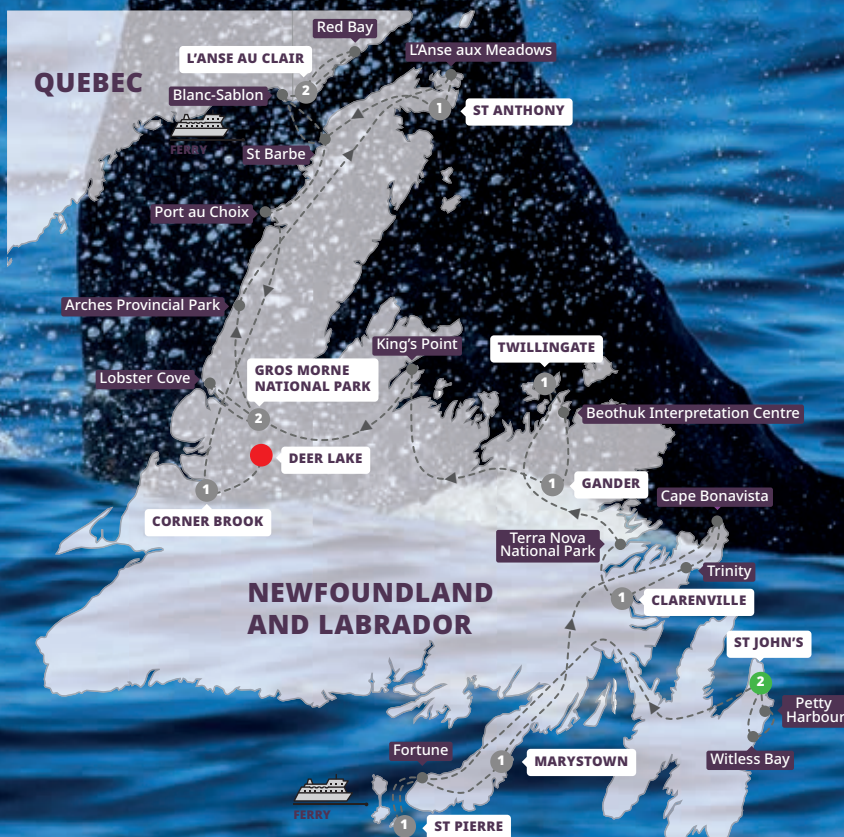 Red Bay
L'ANSE AU CLAIR
L'Anse aux Meadows
QUEBEC
2
Blanc-Sablon
1
ST ANTHONY
FERRY
St Barbe
Port au Choix
Arches Provincial Park
King's Point
TWILLINGATE
GROS MORNE
NATIONAL PARK
Lobster Cove
1
2
Beothuk Interpretation Centre
DEER LAKE
1
GANDER
1
Cape Bonavista
CORNER BROOK
Terra Nova
National Park
Trinity
NEWFOUNDLAND
AND LABRADOR
1
CLARENVILLE
ST JOHN'S
2
Petty
Harbour
Fortune
1
MARYSTOWN
Witless Bay
FERRY
1
ST PIERRE